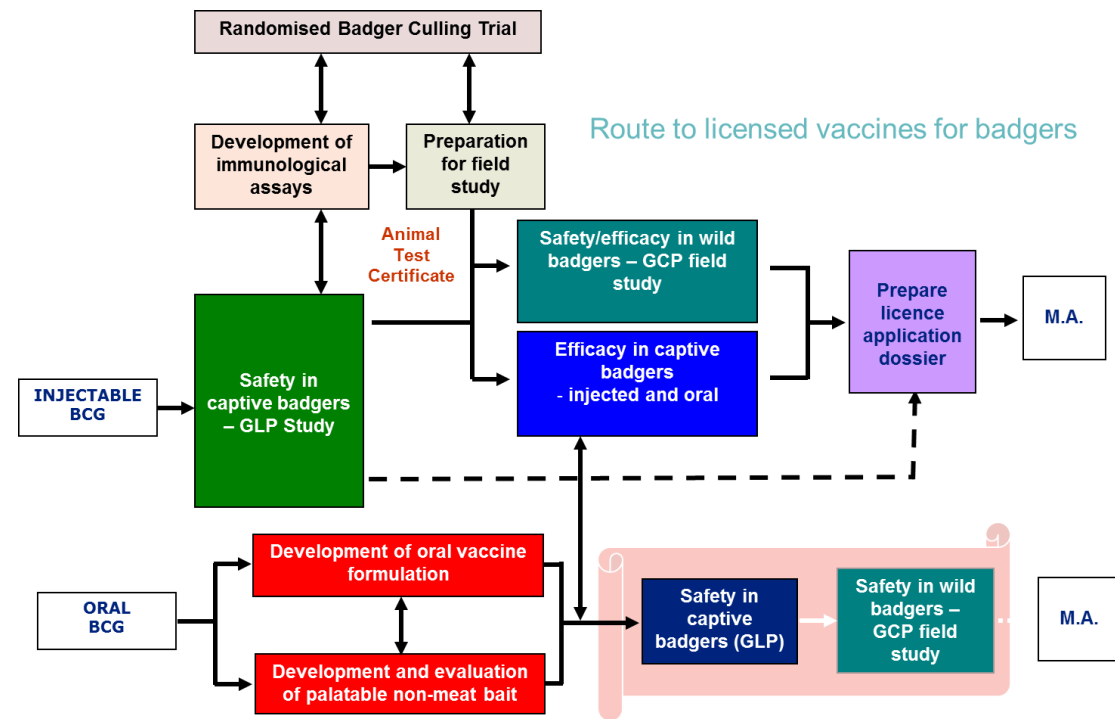 Randomised Badger Culling Trial
Route to licensed vaccines for badgers
Development of
immunological
assays
Preparation
for field
study
Animal
Test
Certificate
Safety/efficacy in wild
badgers – GCP field
study
Prepare
licence
application
dossier
M.A.
Efficacy in captive
badgers
- injected and oral
Safety in
captive badgers
– GLP Study
INJECTABLE
BCG
Development of oral vaccine
formulation
ORAL
BCG
Development and evaluation
of palatable non-meat bait
Safety in
captive
badgers (GLP)
Safety in wild
badgers –
GCP field
study
M.A.